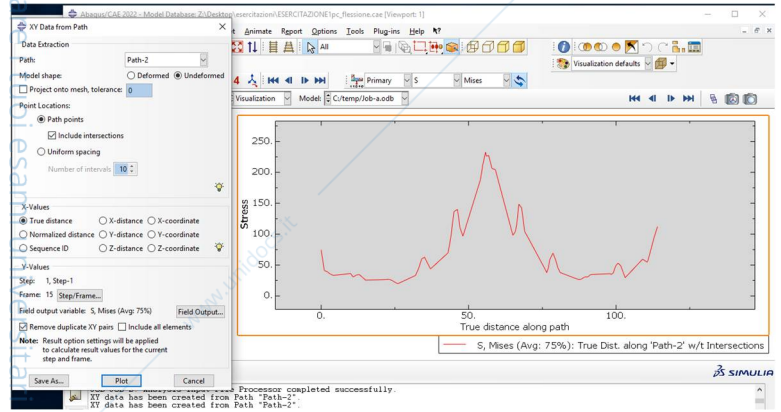 Abaqus/CAE 2022 - Model Database: Z:\Desktop\esercitazioni\ESERCITAZIONE1pc_flessione.cae [Viewport: 1]
Animate Report Options Tools Plug-ins Help
All
Visualization defaults
Primary S Mises
Visualization Model: C:/temp/Job-a.odb
XY Data from Path
Data Extraction
Path: Path-2
Model shape: Deformed Undeformed
Project onto mesh, tolerance: 0
Point Locations:
Path points
Include intersections
Uniform spacing
Number of intervals 10
X-Values
True distance X-distance X-coordinate
Normalized distance Y-distance Y-coordinate
Sequence ID Z-distance Z-coordinate
Y-Values
Step: 1, Step-1
Frame: 15 Step/Frame...
Field output variable: S, Mises (Avg: 75%) Field Output...
Remove duplicate XY pairs Include all elements
Note: Result option settings will be applied
to calculate result values for the current
step and frame.
Save As... Plot Cancel
250.
200.
150.
100.
50.
0.
Stress
0. 50. 100.
True distance along path
S, Mises (Avg: 75%): True Dist. along 'Path-2' w/t Intersections
SIMULIA
Processor completed successfully.
XY data has been created from Path "Path-2".
XY data has been created from Path "Path-2".
www.unidocs.it